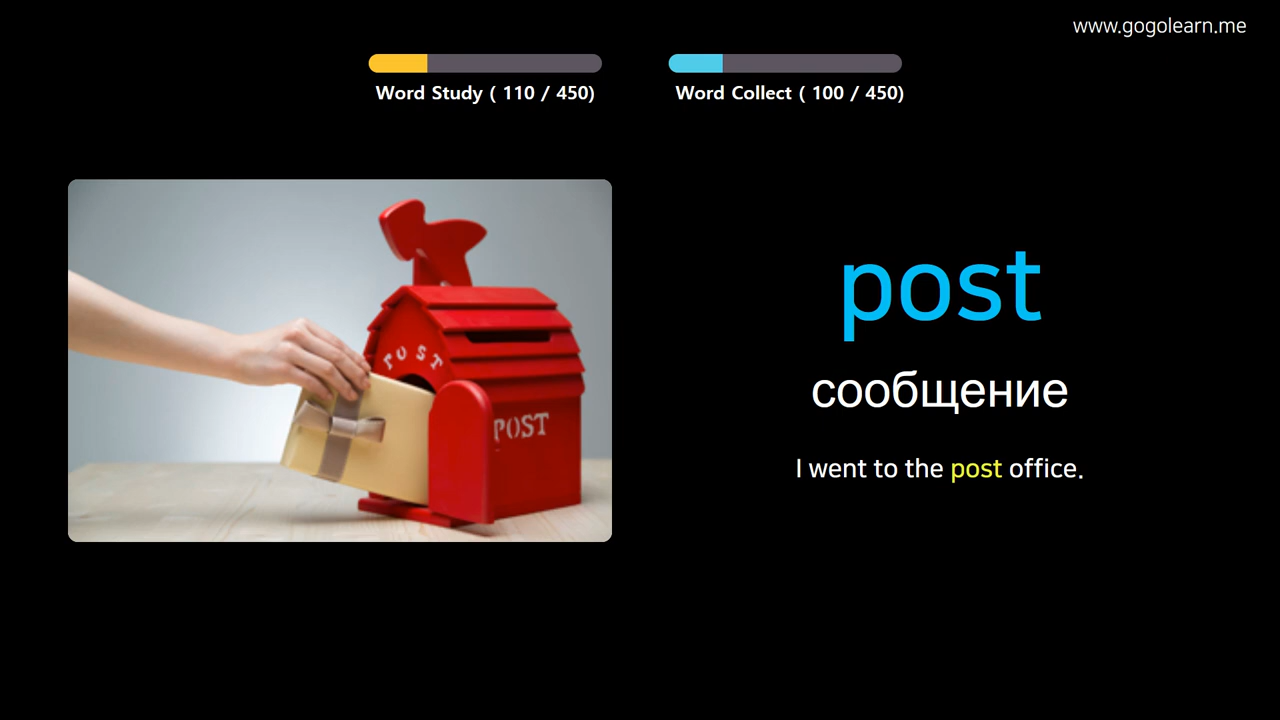 www.gogolearn.me
Word Study ( 110 / 450)
Word Collect ( 100 / 450)
POST
POST
post
сообщение
I went to the post office.